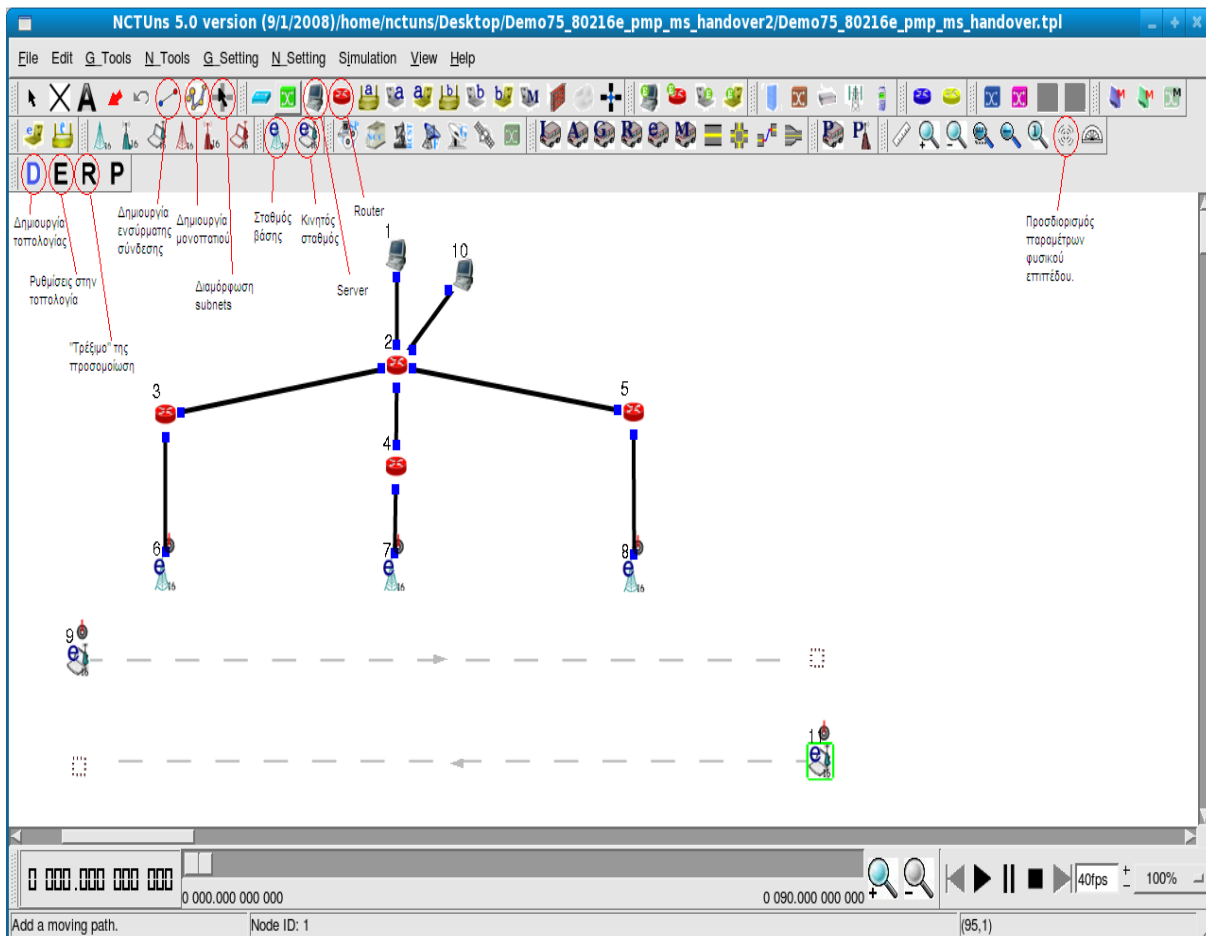 NCTUns 5.0 version (9/1/2008)/home/nctuns/Desktop/Demo75_80216e_pmp_ms_handover2/Demo75_80216e_pmp_ms_handover.tpl
File Edit G_Tools N_Tools G_Setting N_Setting Simulation View Help
D E R P
Δημιουργία
τοπολογίας
Ρυθμίσεις στην
τοπολογία
"Τρέξιμο" της
προσομοίωση
Δημιουργία
ενσύρματης
σύνδεσης
Δημιουργία
μονοπατιού
Διαμόρφωση
subnets
Σταθμός
βάσης
Κινητός
σταθμός
Server
Router
Προσδιορισμός
παραμέτρων
φυσικού
επιπέδου.
1
10
2
3
5
4
6
7
8
9
11
0 000.000 000 000
0 000.000 000 000
0 090.000 000 000
40fps
100%
Add a moving path.
Node ID: 1
(95,1)